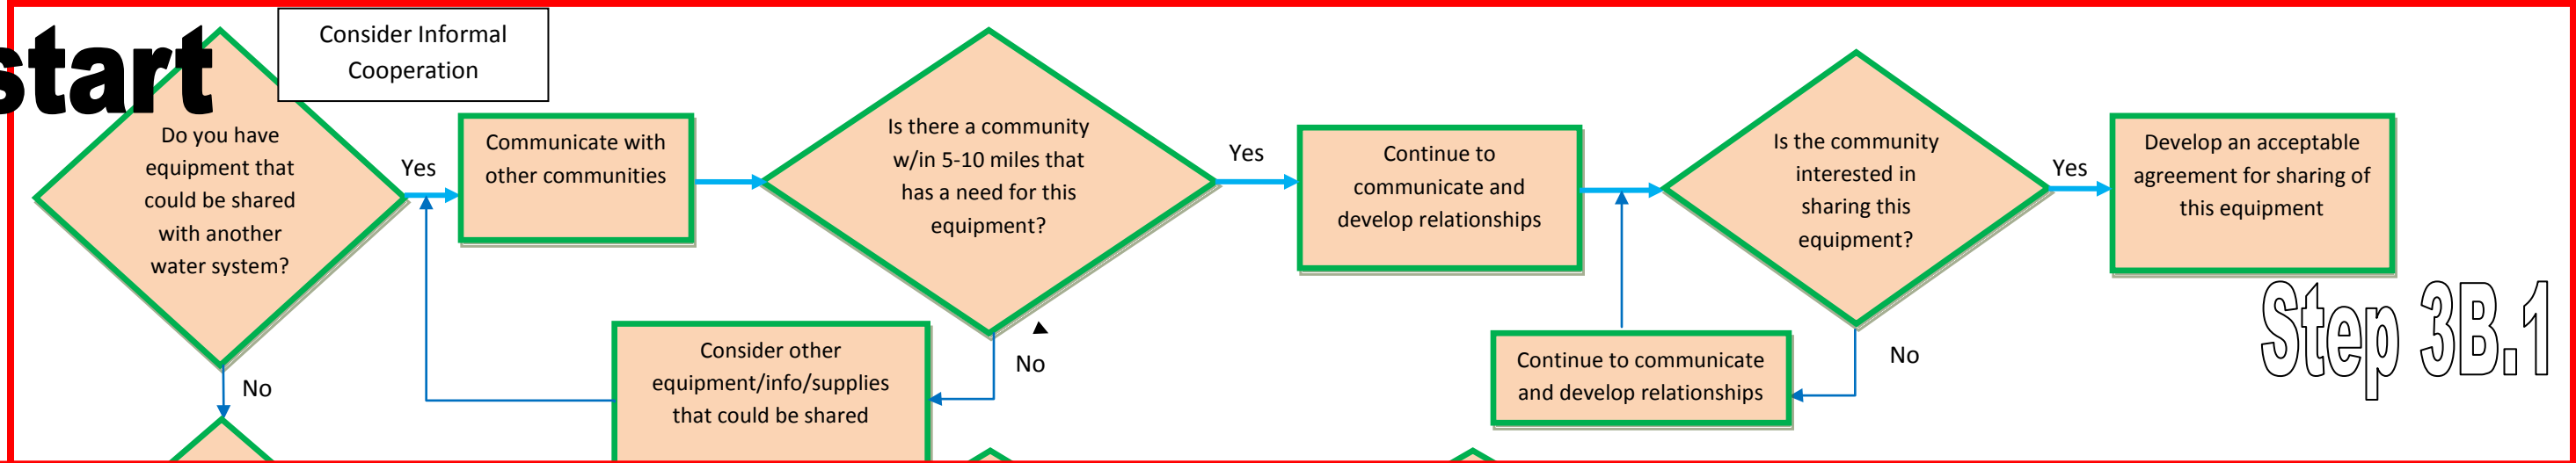 start
Consider Informal
Cooperation
Do you have
equipment that
could be shared
with another
water system?
Yes
Communicate with
other communities
Is there a community
w/in 5-10 miles that
has a need for this
equipment?
Yes
Continue to
communicate and
develop relationships
Is the community
interested in
sharing this
equipment?
Yes
Develop an acceptable
agreement for sharing of
this equipment
No
Consider other
equipment/info/supplies
that could be shared
No
Continue to communicate
and develop relationships
No
Step 3B.1